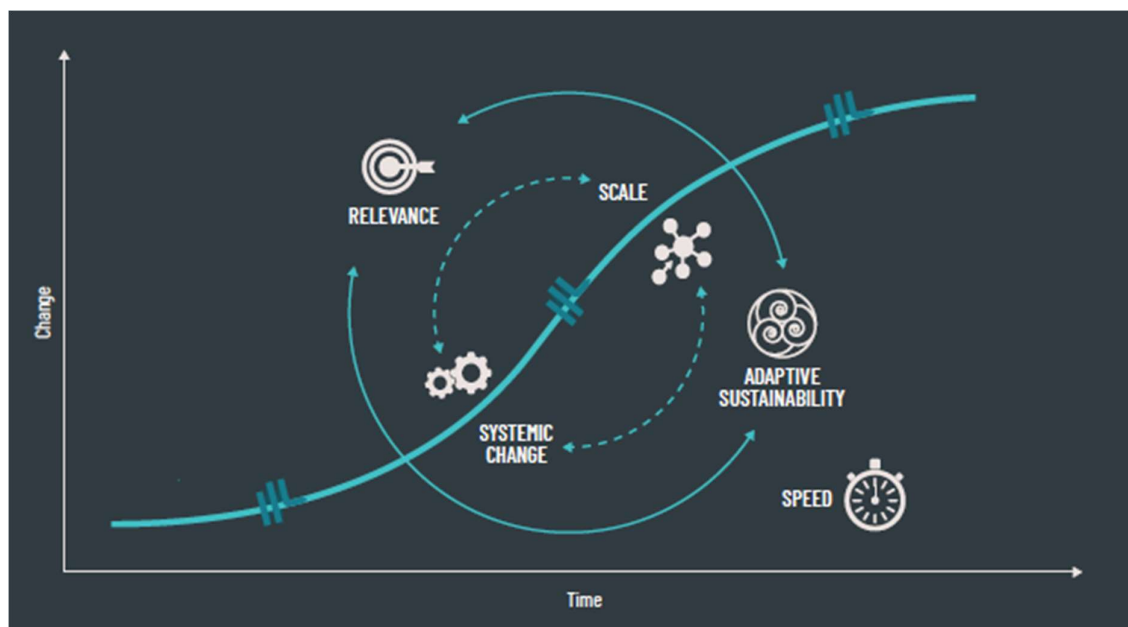 SCALE
RELEVANCE
Change
ADAPTIVE
SUSTAINABILITY
SYSTEMIC
CHANGE
SPEED
Time